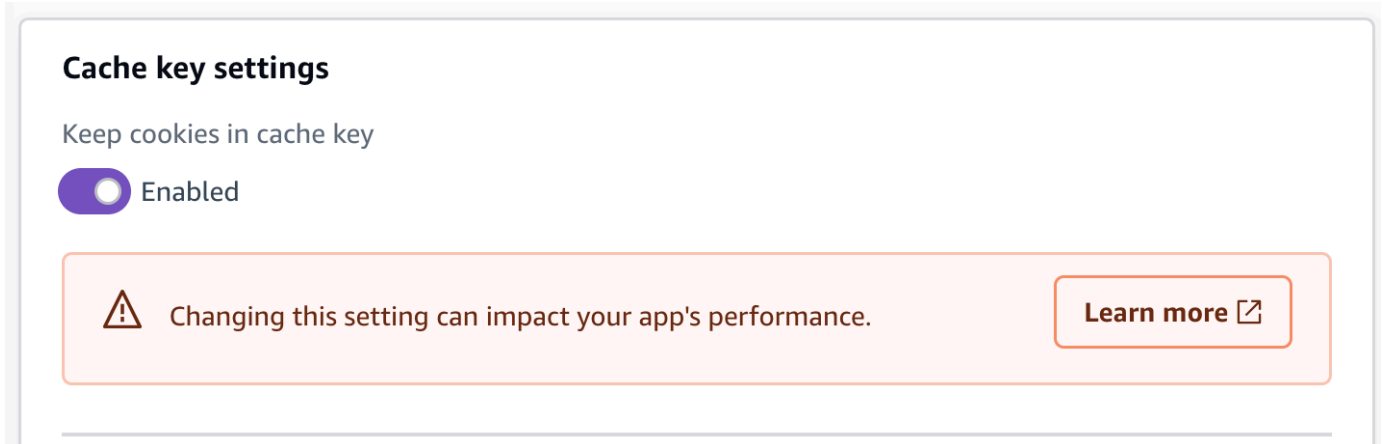 Cache key settings
Keep cookies in cache key
Enabled
Changing this setting can impact your app's performance.
Learn more